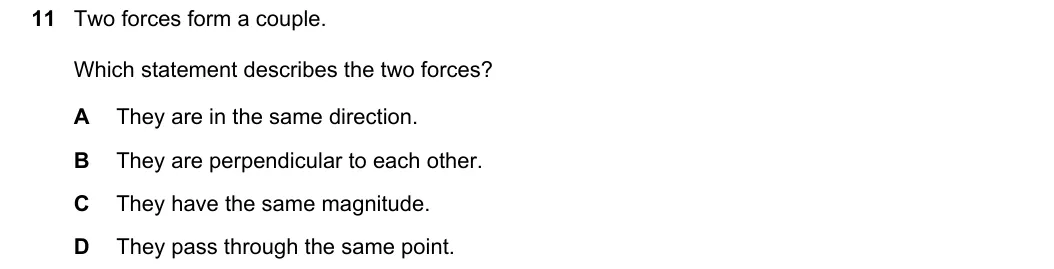 11 Two forces form a couple.
Which statement describes the two forces?
A They are in the same direction.
B They are perpendicular to each other.
C They have the same magnitude.
D They pass through the same point.